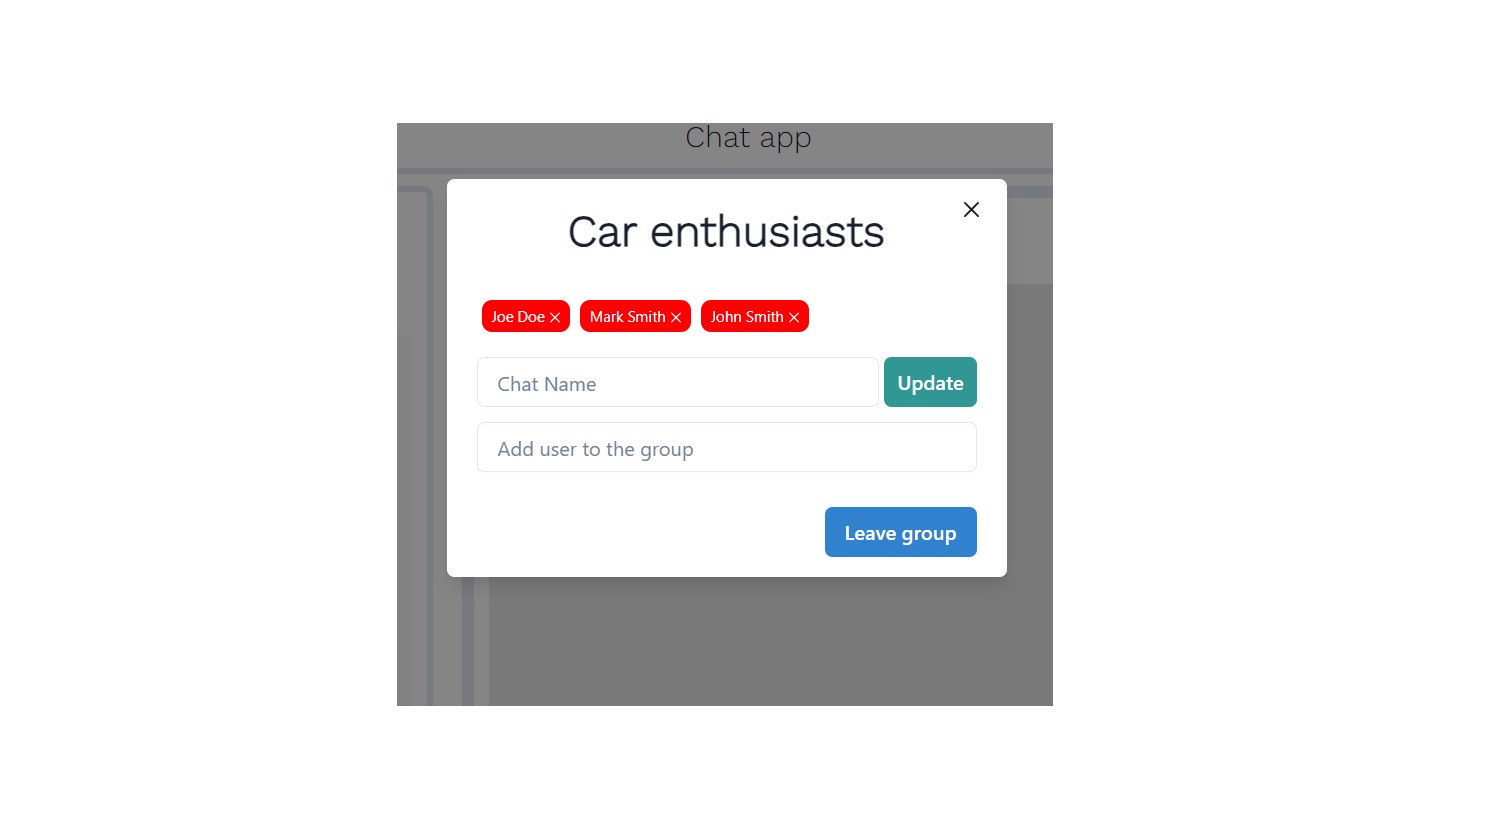 Chat app
Car enthusiasts
Joe Doe Mark Smith John Smith
Chat Name Update
Add user to the group
Leave group